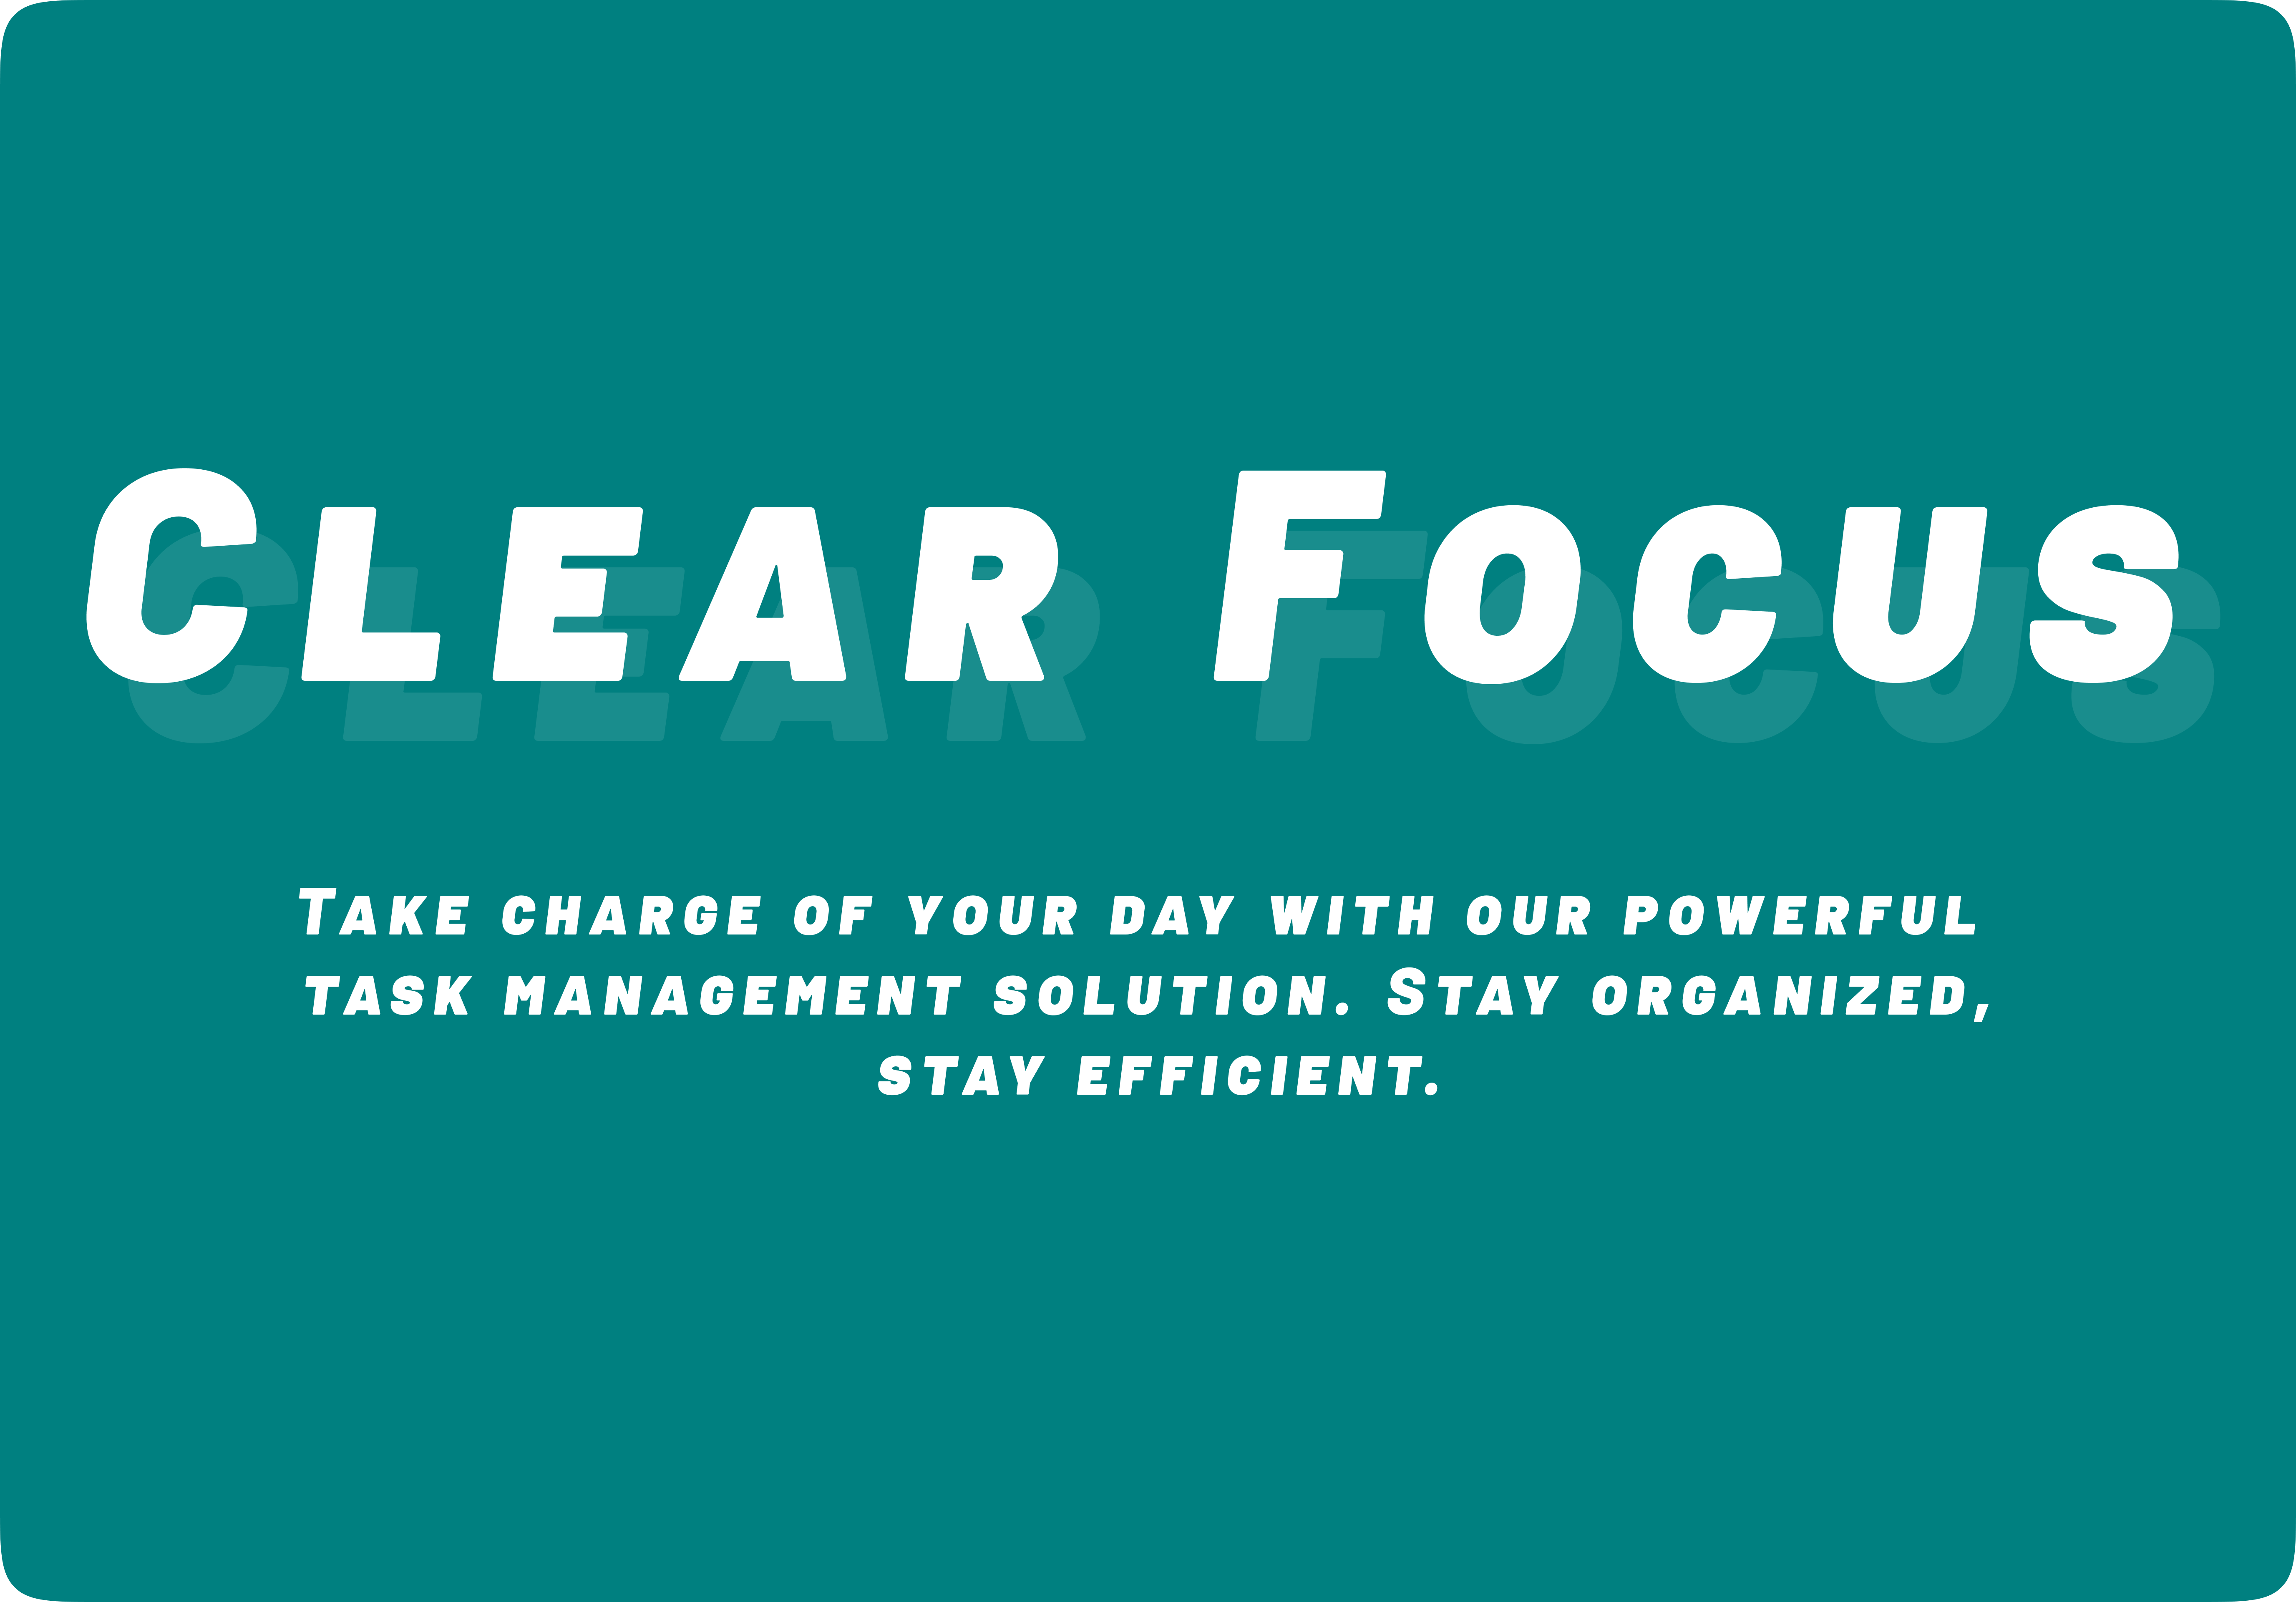 Clear Focus
Take charge of your day with our powerful
task management solution. Stay organized,
stay efficient.